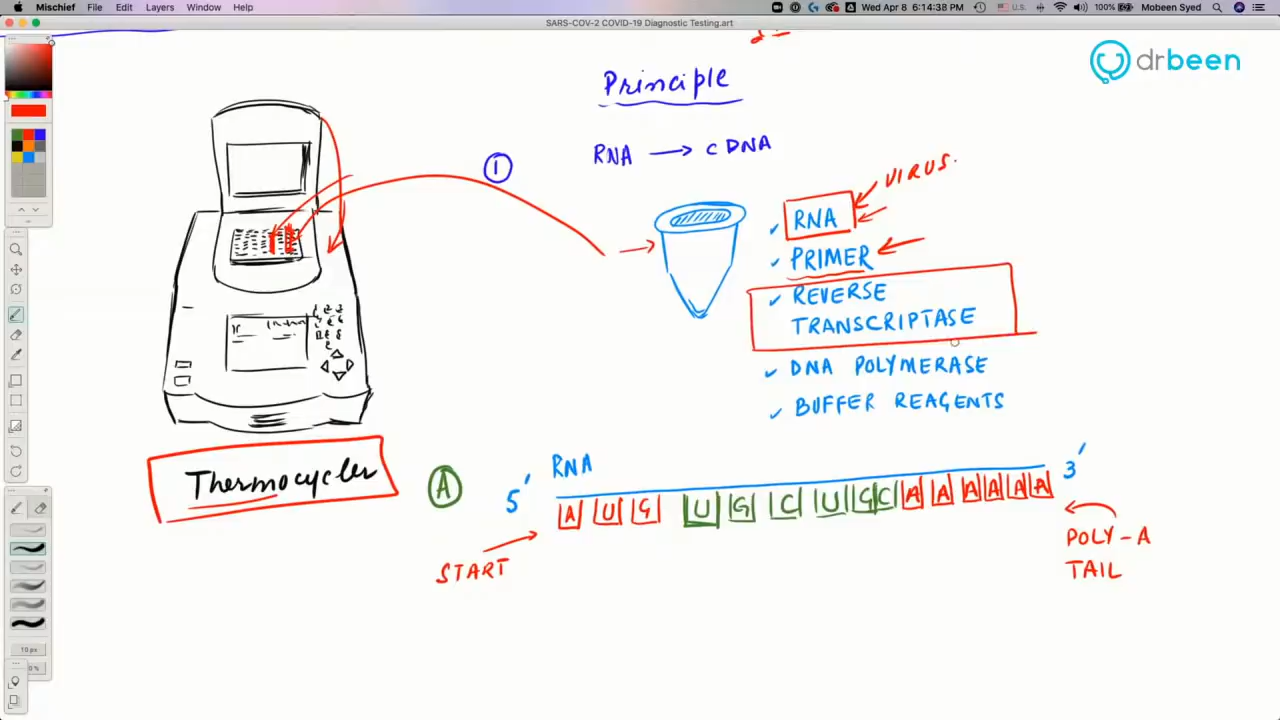 Mischief File Edit Layers Window Help
100% Wed Apr 8 6:14:38 PM Mobeen Syed
SARS-COV-2 COVID-19 Diagnostic Testing.art
drbeen
Principle
RNA → cDNA
1
VIRUS
RNA
PRIMER
REVERSE
TRANSCRIPTASE
DNA POLYMERASE
BUFFER REAGENTS
Thermocycler
A
RNA
5' 3'
A U G U G C U G C A A A A A A
START
POLY-A
TAIL
10 px